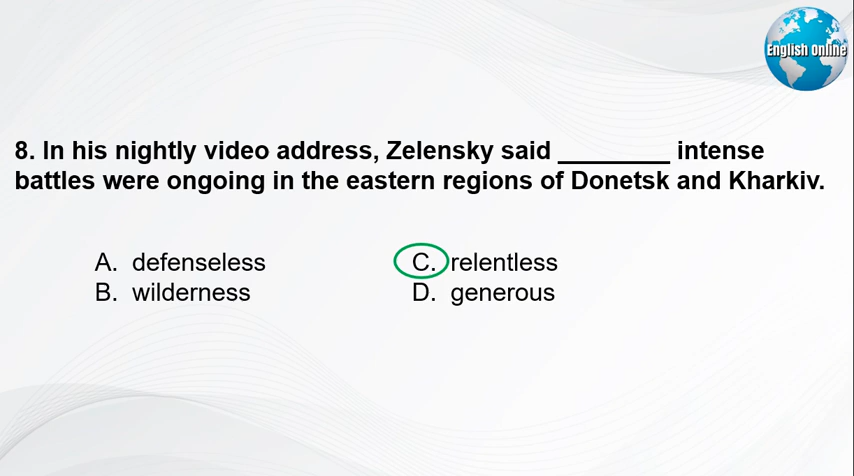 English Online
8. In his nightly video address, Zelensky said ________ intense
battles were ongoing in the eastern regions of Donetsk and Kharkiv.
A. defenseless
B. wilderness
C. relentless
D. generous